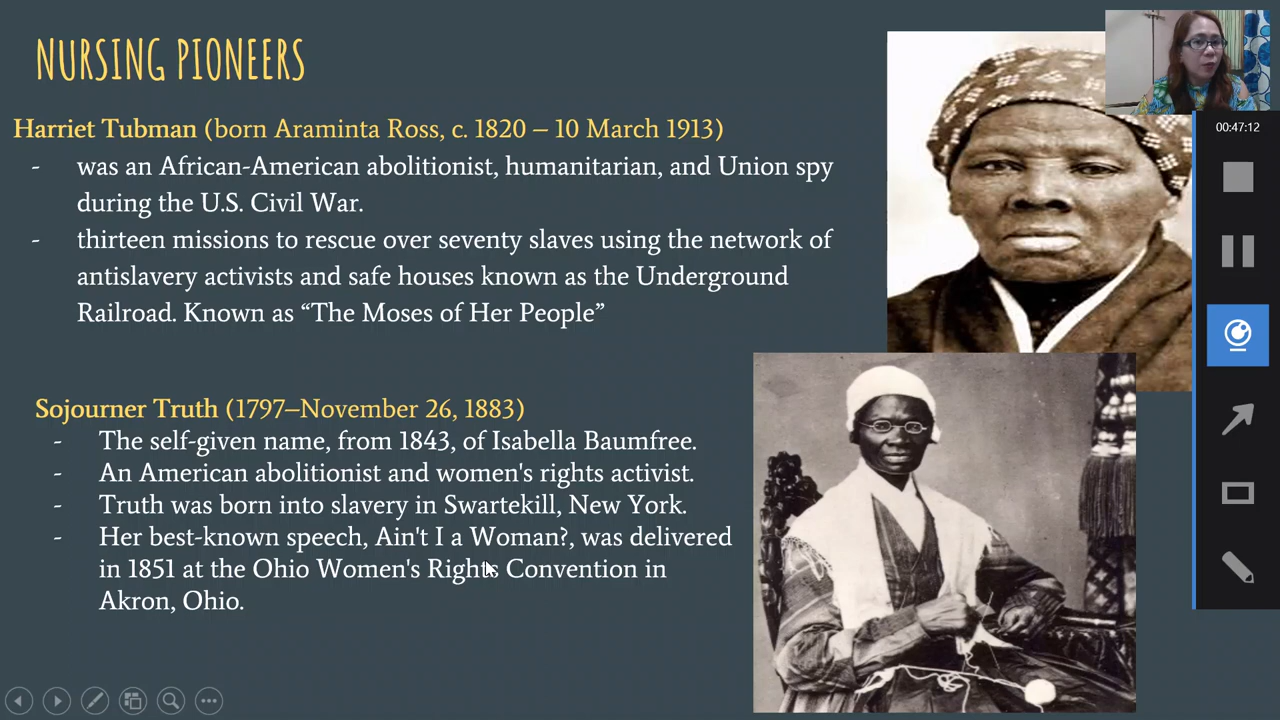 NURSING PIONEERS
Harriet Tubman (born Araminta Ross, c. 1820 – 10 March 1913)
- was an African-American abolitionist, humanitarian, and Union spy
during the U.S. Civil War.
- thirteen missions to rescue over seventy slaves using the network of
antislavery activists and safe houses known as the Underground
Railroad. Known as “The Moses of Her People”
Sojourner Truth (1797–November 26, 1883)
- The self-given name, from 1843, of Isabella Baumfree.
- An American abolitionist and women's rights activist.
- Truth was born into slavery in Swartekill, New York.
- Her best-known speech, Ain't I a Woman?, was delivered
in 1851 at the Ohio Women's Rights Convention in
Akron, Ohio.
00:47:12